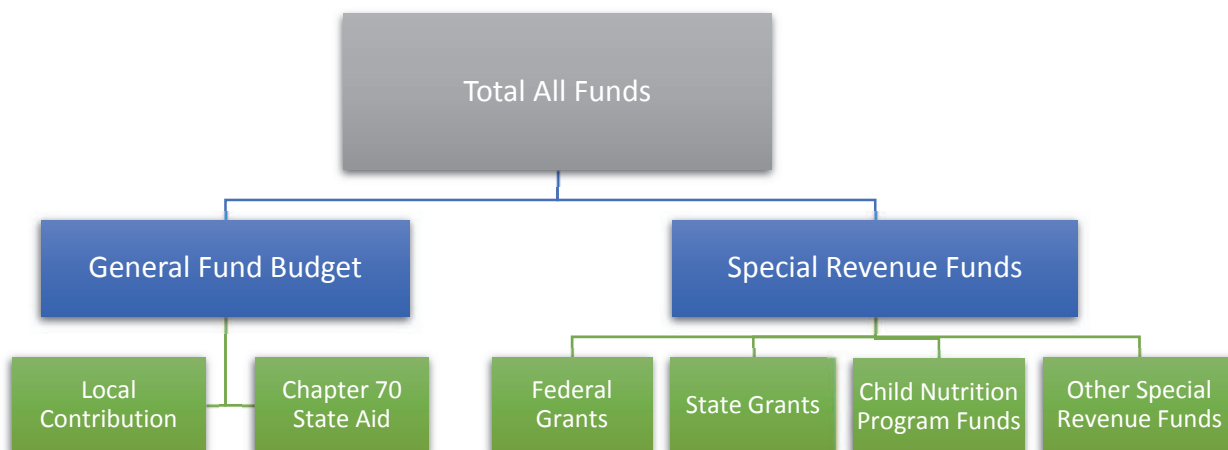 Total All Funds
General Fund Budget
Special Revenue Funds
Local
Contribution
Chapter 70
State Aid
Federal
Grants
State Grants
Child Nutrition
Program Funds
Other Special
Revenue Funds